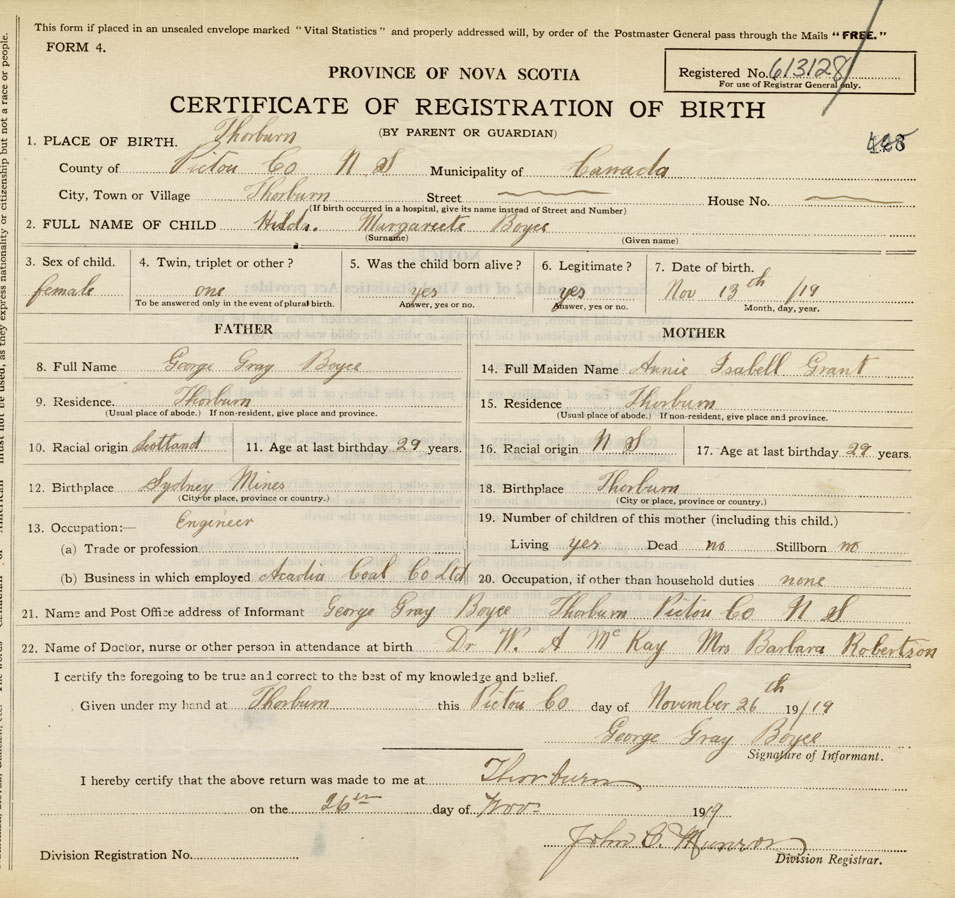 This form if placed in an unsealed envelope marked "Vital Statistics" and properly addressed will, by order of the Postmaster General pass through the Mails "FREE."
FORM 4.
PROVINCE OF NOVA SCOTIA
Registered No. 613128
For use of Registrar General only.
CERTIFICATE OF REGISTRATION OF BIRTH
(BY PARENT OR GUARDIAN)
1. PLACE OF BIRTH. Thorburn
County of Pictou Co N S Municipality of Canada
City, Town or Village Thorburn Street House No.
(If birth occurred in a hospital, give its name instead of Street and Number)
2. FULL NAME OF CHILD Hilda. Margareete Boyce
(Surname) (Given name)
3. Sex of child. 4. Twin, triplet or other? 5. Was the child born alive? 6. Legitimate? 7. Date of birth.
female one yes yes Nov 13th /19
To be answered only in the event of plural birth. Answer, yes or no. Answer, yes or no. Month, day, year.
FATHER MOTHER
8. Full Name George Gray Boyce 14. Full Maiden Name Annie Isabell Grant
9. Residence. Thorburn 15. Residence Thorburn
(Usual place of abode.) If non-resident, give place and province. (Usual place of abode.) If non-resident, give place and province.
10. Racial origin Scotland 11. Age at last birthday 29 years. 16. Racial origin N S 17. Age at last birthday 29 years.
12. Birthplace Sydney Mines 18. Birthplace Thorburn
(City or place, province or country.) (City or place, province or country.)
13. Occupation:— Engineer 19. Number of children of this mother (including this child.)
(a) Trade or profession Living yes Dead no Stillborn no
(b) Business in which employed Acadia Coal Co Ltd 20. Occupation, if other than household duties none
21. Name and Post Office address of Informant George Gray Boyce Thorburn Pictou Co N S
22. Name of Doctor, nurse or other person in attendance at birth Dr W. A McKay Mrs Barbara Robertson
I certify the foregoing to be true and correct to the best of my knowledge and belief.
Given under my hand at Thorburn this Pictou Co day of November 26th 19/19
George Gray Boyce
Signature of Informant.
I hereby certify that the above return was made to me at Thorburn
on the 26th day of Nov. 1919
John C. Munron
Division Registration No. Division Registrar.